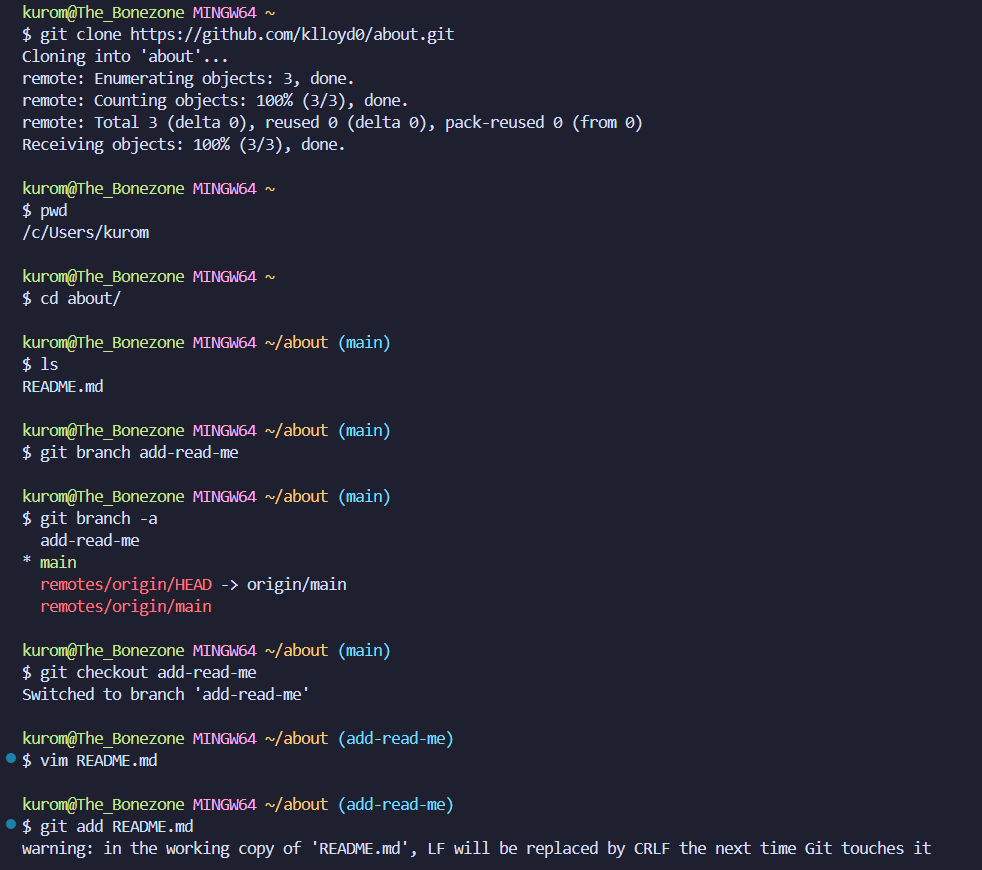 kurom@The_Bonezone MINGW64 ~
$ git clone https://github.com/klloyd0/about.git
Cloning into 'about'...
remote: Enumerating objects: 3, done.
remote: Counting objects: 100% (3/3), done.
remote: Total 3 (delta 0), reused 0 (delta 0), pack-reused 0 (from 0)
Receiving objects: 100% (3/3), done.

kurom@The_Bonezone MINGW64 ~
$ pwd
/c/Users/kurom

kurom@The_Bonezone MINGW64 ~
$ cd about/

kurom@The_Bonezone MINGW64 ~/about (main)
$ ls
README.md

kurom@The_Bonezone MINGW64 ~/about (main)
$ git branch add-read-me

kurom@The_Bonezone MINGW64 ~/about (main)
$ git branch -a
  add-read-me
* main
  remotes/origin/HEAD -> origin/main
  remotes/origin/main

kurom@The_Bonezone MINGW64 ~/about (main)
$ git checkout add-read-me
Switched to branch 'add-read-me'

kurom@The_Bonezone MINGW64 ~/about (add-read-me)
$ vim README.md

kurom@The_Bonezone MINGW64 ~/about (add-read-me)
$ git add README.md
warning: in the working copy of 'README.md', LF will be replaced by CRLF the next time Git touches it